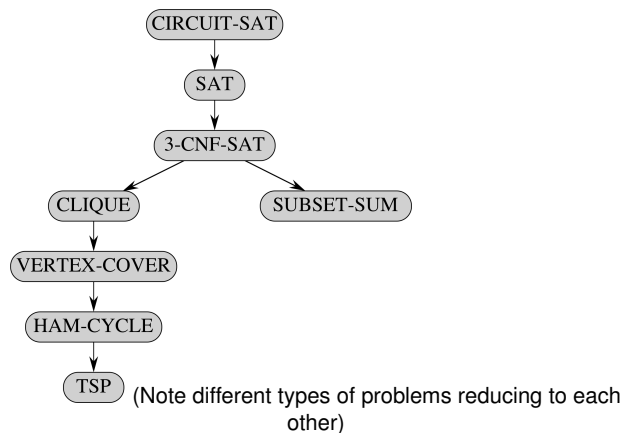 CIRCUIT-SAT
SAT
3-CNF-SAT
CLIQUE
SUBSET-SUM
VERTEX-COVER
HAM-CYCLE
TSP
(Note different types of problems reducing to each
other)